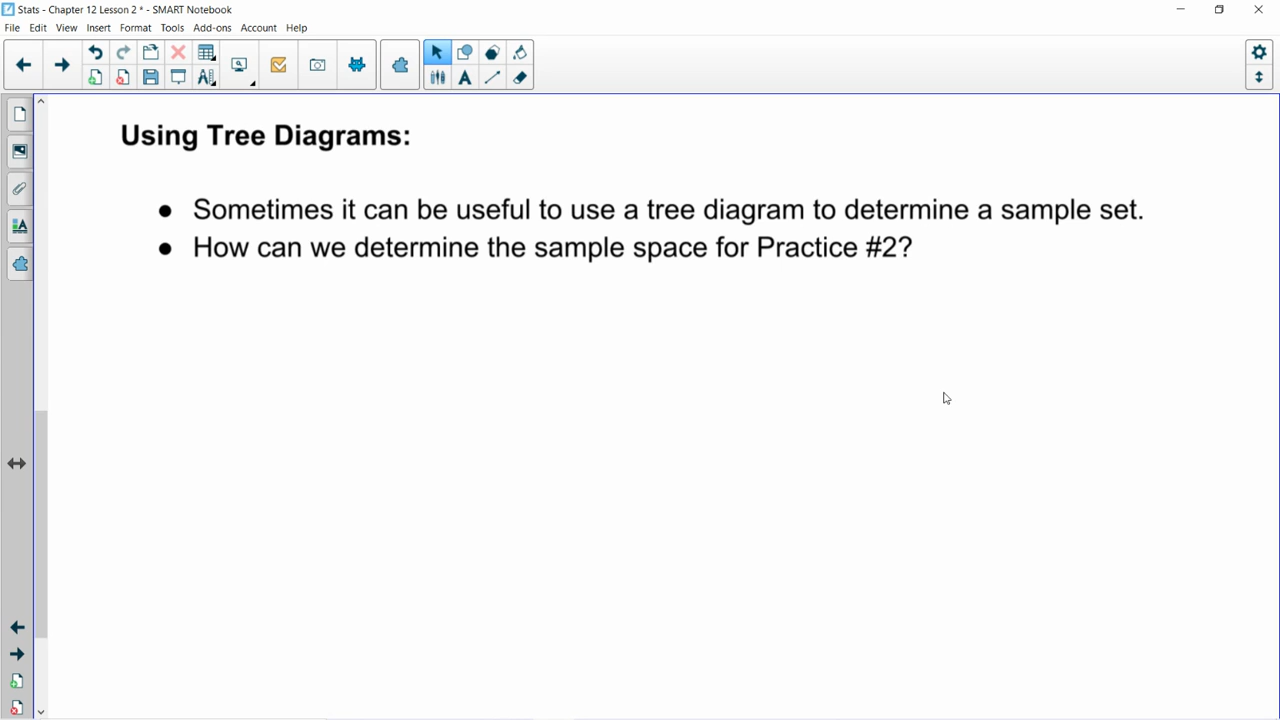 Stats - Chapter 12 Lesson 2 * - SMART Notebook
File Edit View Insert Format Tools Add-ons Account Help
Using Tree Diagrams:
● Sometimes it can be useful to use a tree diagram to determine a sample set.
● How can we determine the sample space for Practice #2?